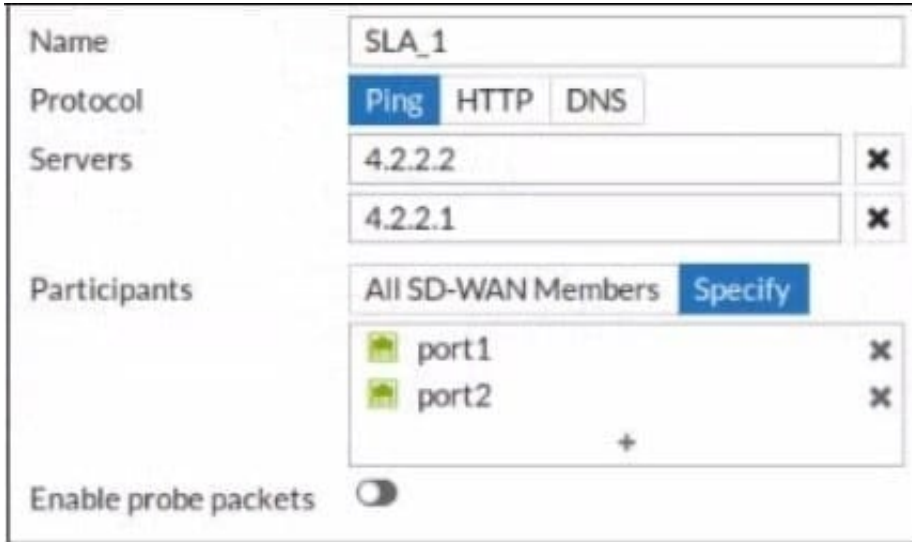 Name SLA_1
Protocol Ping HTTP DNS
Servers 4.2.2.2
4.2.2.1
Participants All SD-WAN Members Specify
port1
port2
Enable probe packets